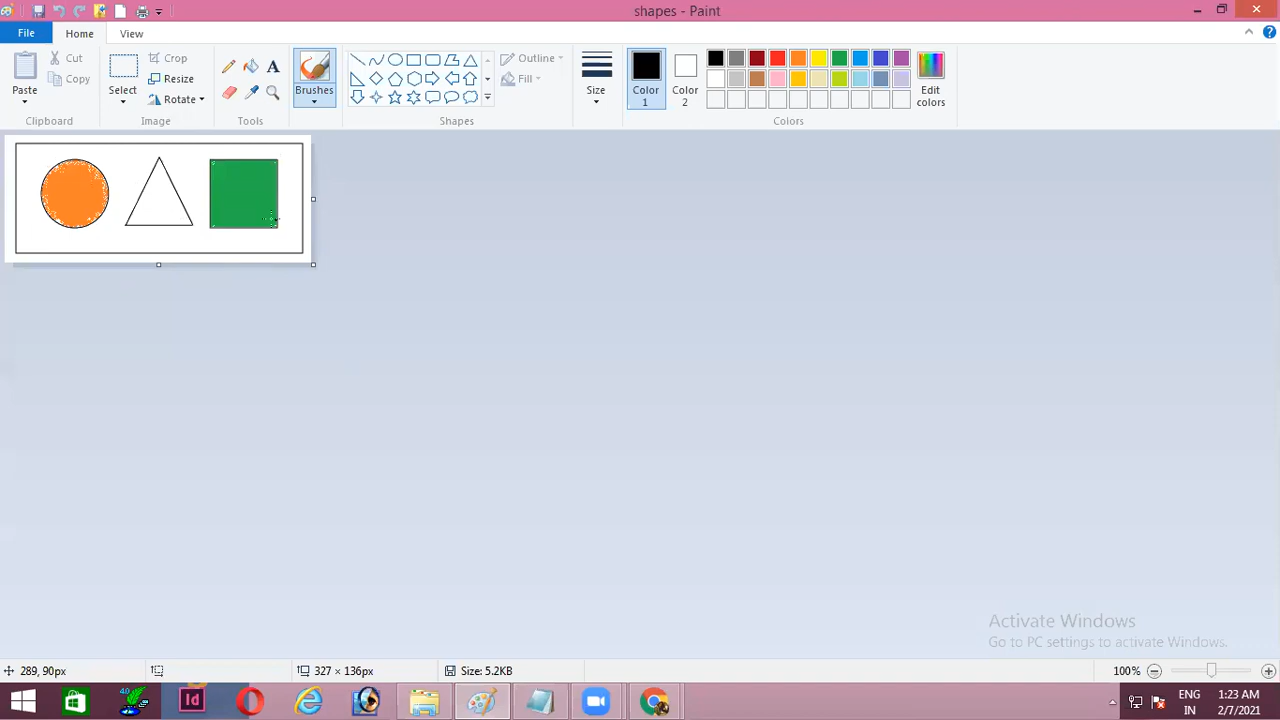 shapes - Paint
File Home View
Paste
Cut
Copy
Clipboard
Select
Crop
Resize
Rotate
Image
A
Tools
Brushes
Shapes
Outline
Fill
Size
Color 1
Color 2
Edit colors
Colors
Activate Windows
Go to PC settings to activate Windows.
289, 90px
327 × 136px
Size: 5.2KB
100%
Id
ENG
IN
1:23 AM
2/7/2021